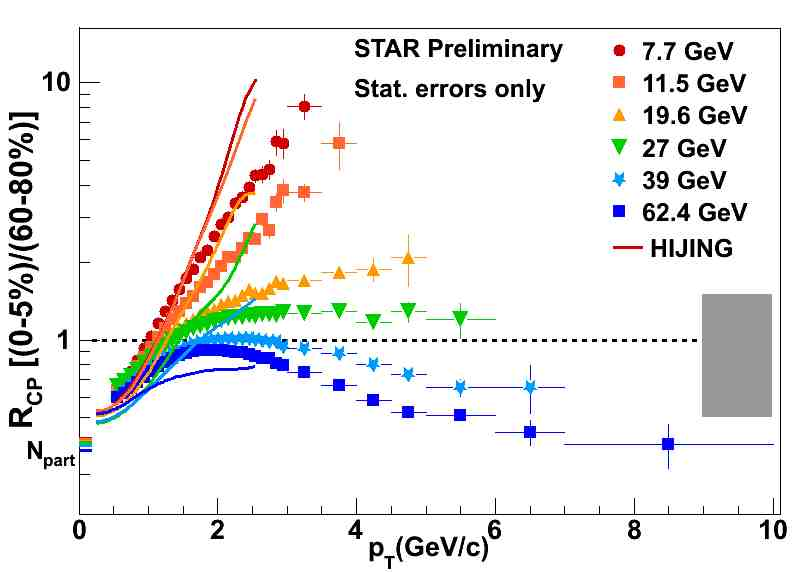 STAR Preliminary
Stat. errors only
7.7 GeV
11.5 GeV
19.6 GeV
27 GeV
39 GeV
62.4 GeV
HIJING
R_CP [(0-5%)/(60-80%)]
10
1
N_part
0 2 4 6 8 10
p_T(GeV/c)